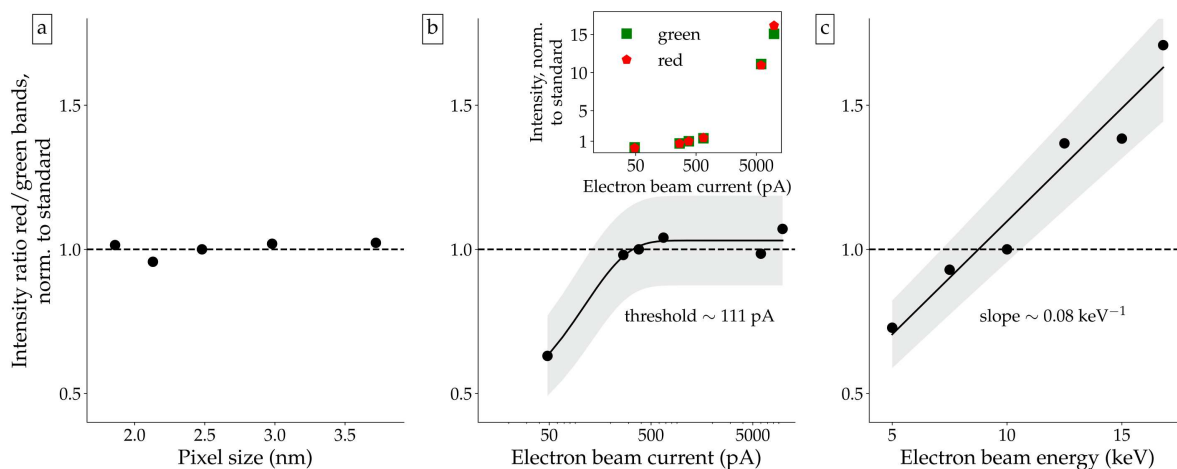 a
Intensity ratio red/green bands,
norm. to standard
1.5
1.0
0.5
2.0 2.5 3.0 3.5
Pixel size (nm)
b
Intensity, norm.
to standard
15
10
5
1
green
red
50 500 5000
Electron beam current (pA)
threshold ~ 111 pA
1.5
1.0
0.5
50 500 5000
Electron beam current (pA)
c
1.5
1.0
0.5
slope ~ 0.08 keV⁻¹
5 10 15
Electron beam energy (keV)